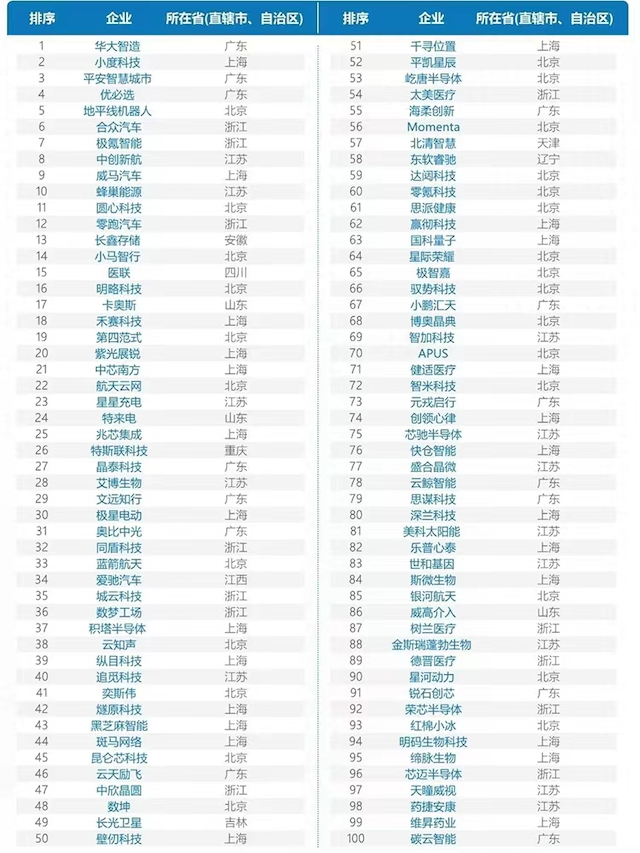 排序 企业 所在省(直辖市、自治区)
1 华大智造 广东
2 小度科技 上海
3 平安智慧城市 广东
4 优必选 广东
5 地平线机器人 北京
6 合众汽车 浙江
7 极氪智能 浙江
8 中创新航 江苏
9 威马汽车 上海
10 蜂巢能源 江苏
11 圆心科技 北京
12 零跑汽车 浙江
13 长鑫存储 安徽
14 小马智行 北京
15 医联 四川
16 明略科技 北京
17 卡奥斯 山东
18 禾赛科技 上海
19 第四范式 北京
20 紫光展锐 上海
21 中芯南方 上海
22 航天云网 北京
23 星星充电 江苏
24 特来电 山东
25 兆芯集成 上海
26 特斯联科技 重庆
27 晶泰科技 广东
28 艾博生物 江苏
29 文远知行 广东
30 极星电动 上海
31 奥比中光 广东
32 同盾科技 浙江
33 蓝箭航天 北京
34 爱驰汽车 江西
35 城云科技 浙江
36 数梦工场 浙江
37 积塔半导体 上海
38 云知声 北京
39 纵目科技 上海
40 追觅科技 江苏
41 奕斯伟 北京
42 燧原科技 上海
43 黑芝麻智能 上海
44 斑马网络 上海
45 昆仑芯科技 北京
46 云天励飞 广东
47 中欣晶圆 浙江
48 数坤 北京
49 长光卫星 吉林
50 壁仞科技 上海
排序 企业 所在省(直辖市、自治区)
51 千寻位置 上海
52 平凯星辰 北京
53 屹唐半导体 北京
54 太美医疗 浙江
55 海柔创新 广东
56 Momenta 北京
57 北清智慧 天津
58 东软睿驰 辽宁
59 达闼科技 北京
60 零氪科技 北京
61 思派健康 北京
62 赢彻科技 上海
63 国科量子 上海
64 星际荣耀 北京
65 极智嘉 北京
66 驭势科技 北京
67 小鹏汇天 广东
68 博奥晶典 北京
69 智加科技 江苏
70 APUS 北京
71 健适医疗 上海
72 智米科技 北京
73 元戎启行 广东
74 创领心律 上海
75 芯驰半导体 江苏
76 快仓智能 上海
77 盛合晶微 江苏
78 云鲸智能 广东
79 思谋科技 广东
80 深兰科技 上海
81 美科太阳能 江苏
82 乐普心泰 上海
83 世和基因 江苏
84 斯微生物 上海
85 银河航天 北京
86 威高介入 山东
87 树兰医疗 浙江
88 金斯瑞蓬勃生物 江苏
89 德晋医疗 浙江
90 星河动力 北京
91 锐石创芯 广东
92 荣芯半导体 浙江
93 红棉小冰 北京
94 明码生物科技 上海
95 缔脉生物 上海
96 芯迈半导体 浙江
97 天瞳威视 江苏
98 药捷安康 江苏
99 维昇药业 上海
100 碳云智能 广东